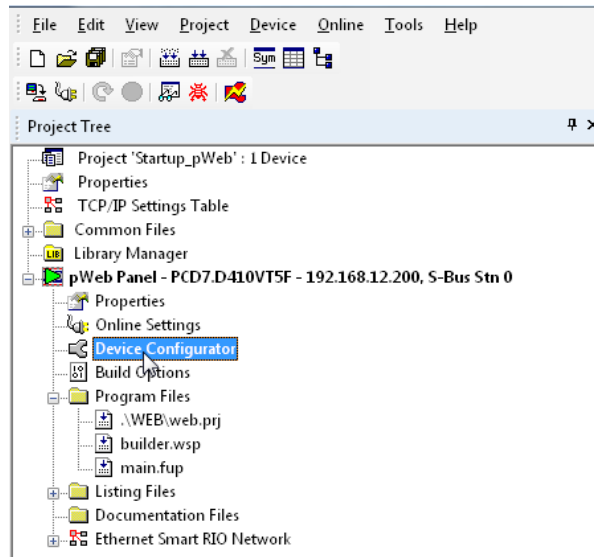 File Edit View Project Device Online Tools Help
Sym
Project Tree
Project 'Startup_pWeb' : 1 Device
Properties
TCP/IP Settings Table
Common Files
LIB Library Manager
pWeb Panel - PCD7.D410VT5F - 192.168.12.200, S-Bus Stn 0
Properties
Online Settings
Device Configurator
Build Options
Program Files
.\WEB\web.prj
builder.wsp
main.fup
Listing Files
Documentation Files
Ethernet Smart RIO Network